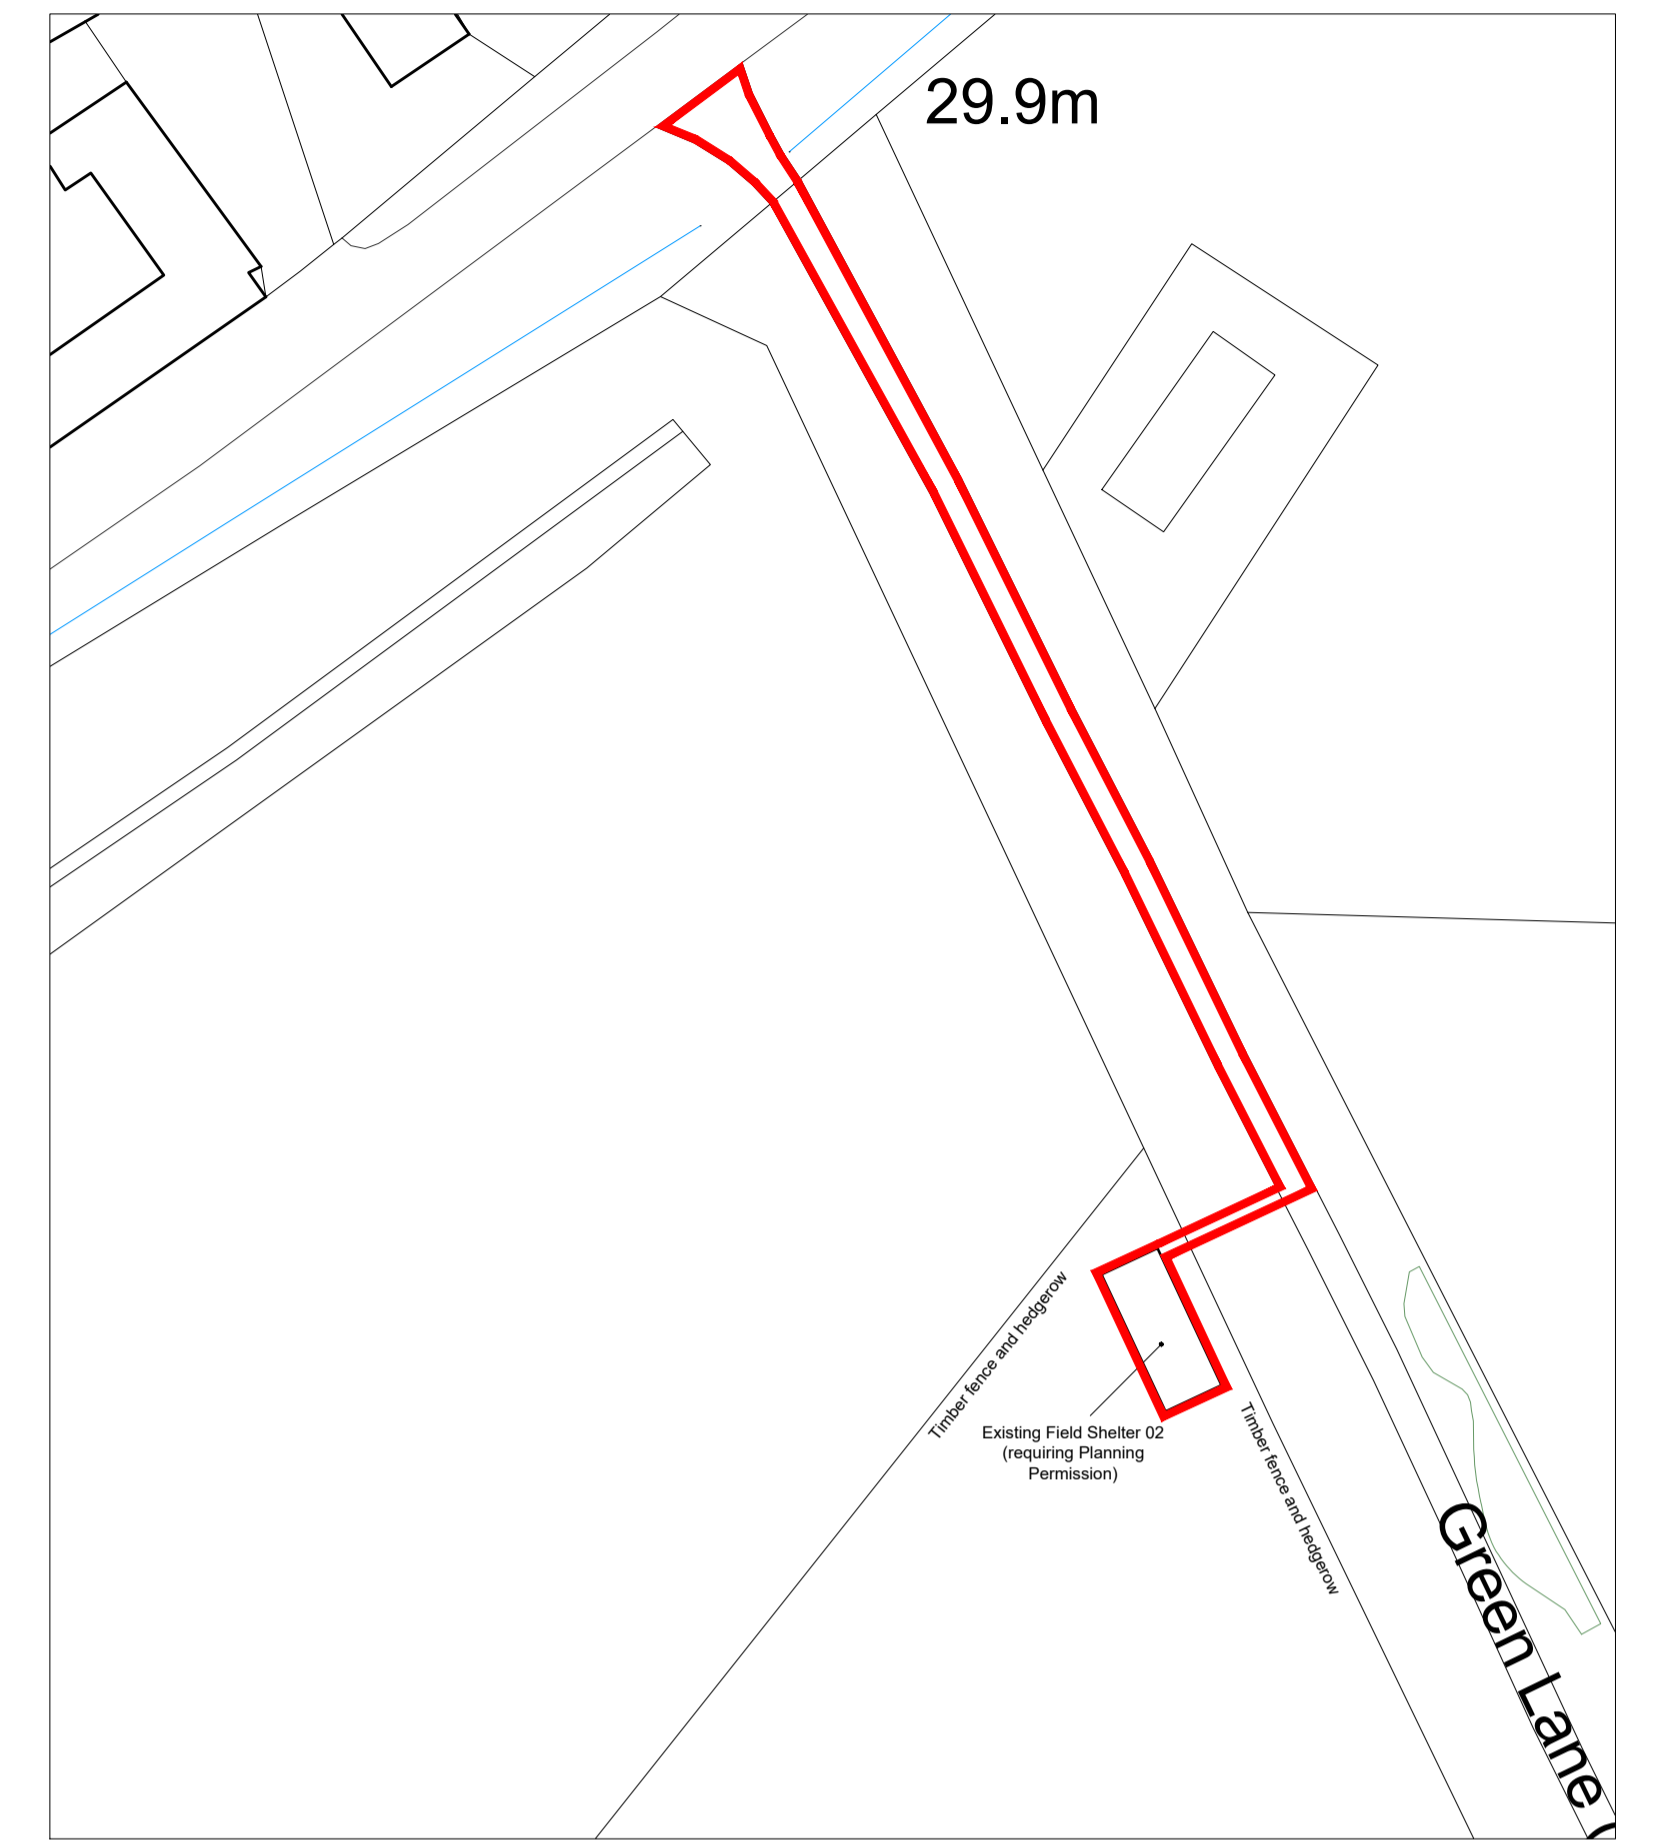 29.9m
Timber fence and hedgerow
Existing Field Shelter 02
(requiring Planning
Permission)
Timber fence and hedgerow
Green Lane